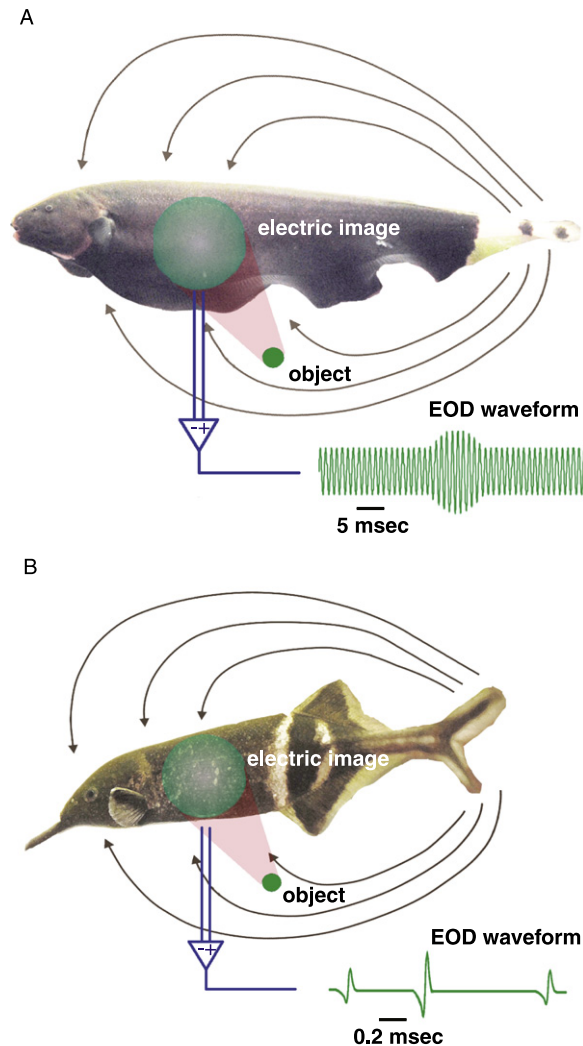 A
electric image
object
EOD waveform
-+
5 msec
B
electric image
object
EOD waveform
-+
0.2 msec